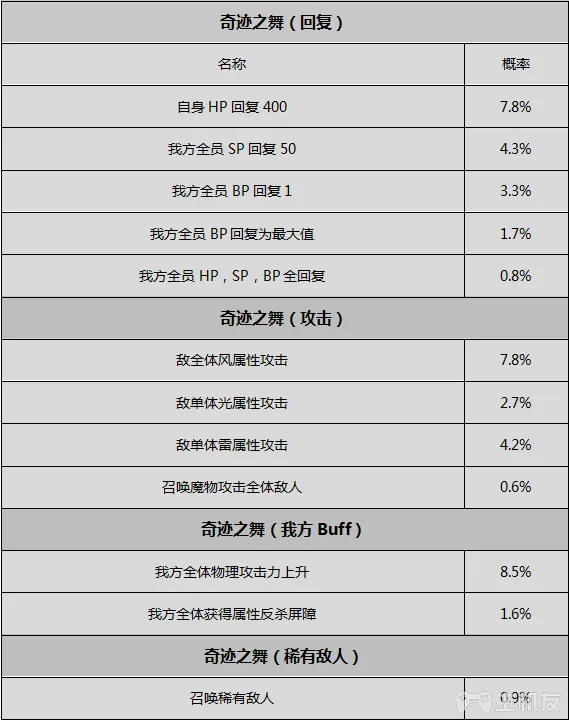 奇迹之舞(回复)
名称 概率
自身 HP 回复 400 7.8%
我方全员 SP 回复 50 4.3%
我方全员 BP 回复 1 3.3%
我方全员 BP 回复为最大值 1.7%
我方全员 HP，SP，BP 全回复 0.8%
奇迹之舞(攻击)
敌全体风属性攻击 7.8%
敌单体光属性攻击 2.7%
敌单体雷属性攻击 4.2%
召唤魔物攻击全体敌人 0.6%
奇迹之舞(我方 Buff)
我方全体物理攻击力上升 8.5%
我方全体获得属性反杀屏障 1.6%
奇迹之舞(稀有敌人)
召唤稀有敌人 0.9%